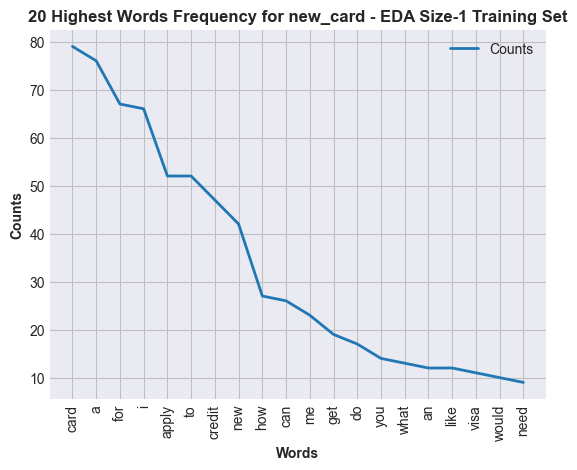 20 Highest Words Frequency for new_card - EDA Size-1 Training Set
Counts
80
70
60
50
40
30
20
10
Counts
card
a
for
i
apply
to
credit
new
how
can
me
get
do
you
what
an
like
visa
would
need
Words